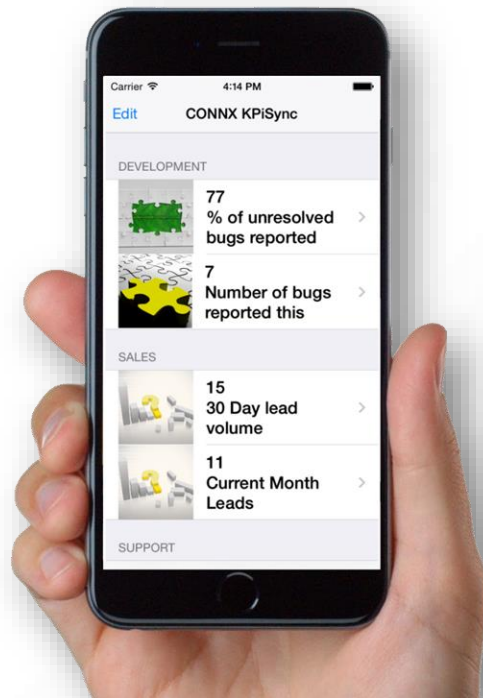 Carrier 4:14 PM
Edit CONNX KPiSync
DEVELOPMENT
77
% of unresolved
bugs reported
7
Number of bugs
reported this
SALES
15
30 Day lead
volume
11
Current Month
Leads
SUPPORT